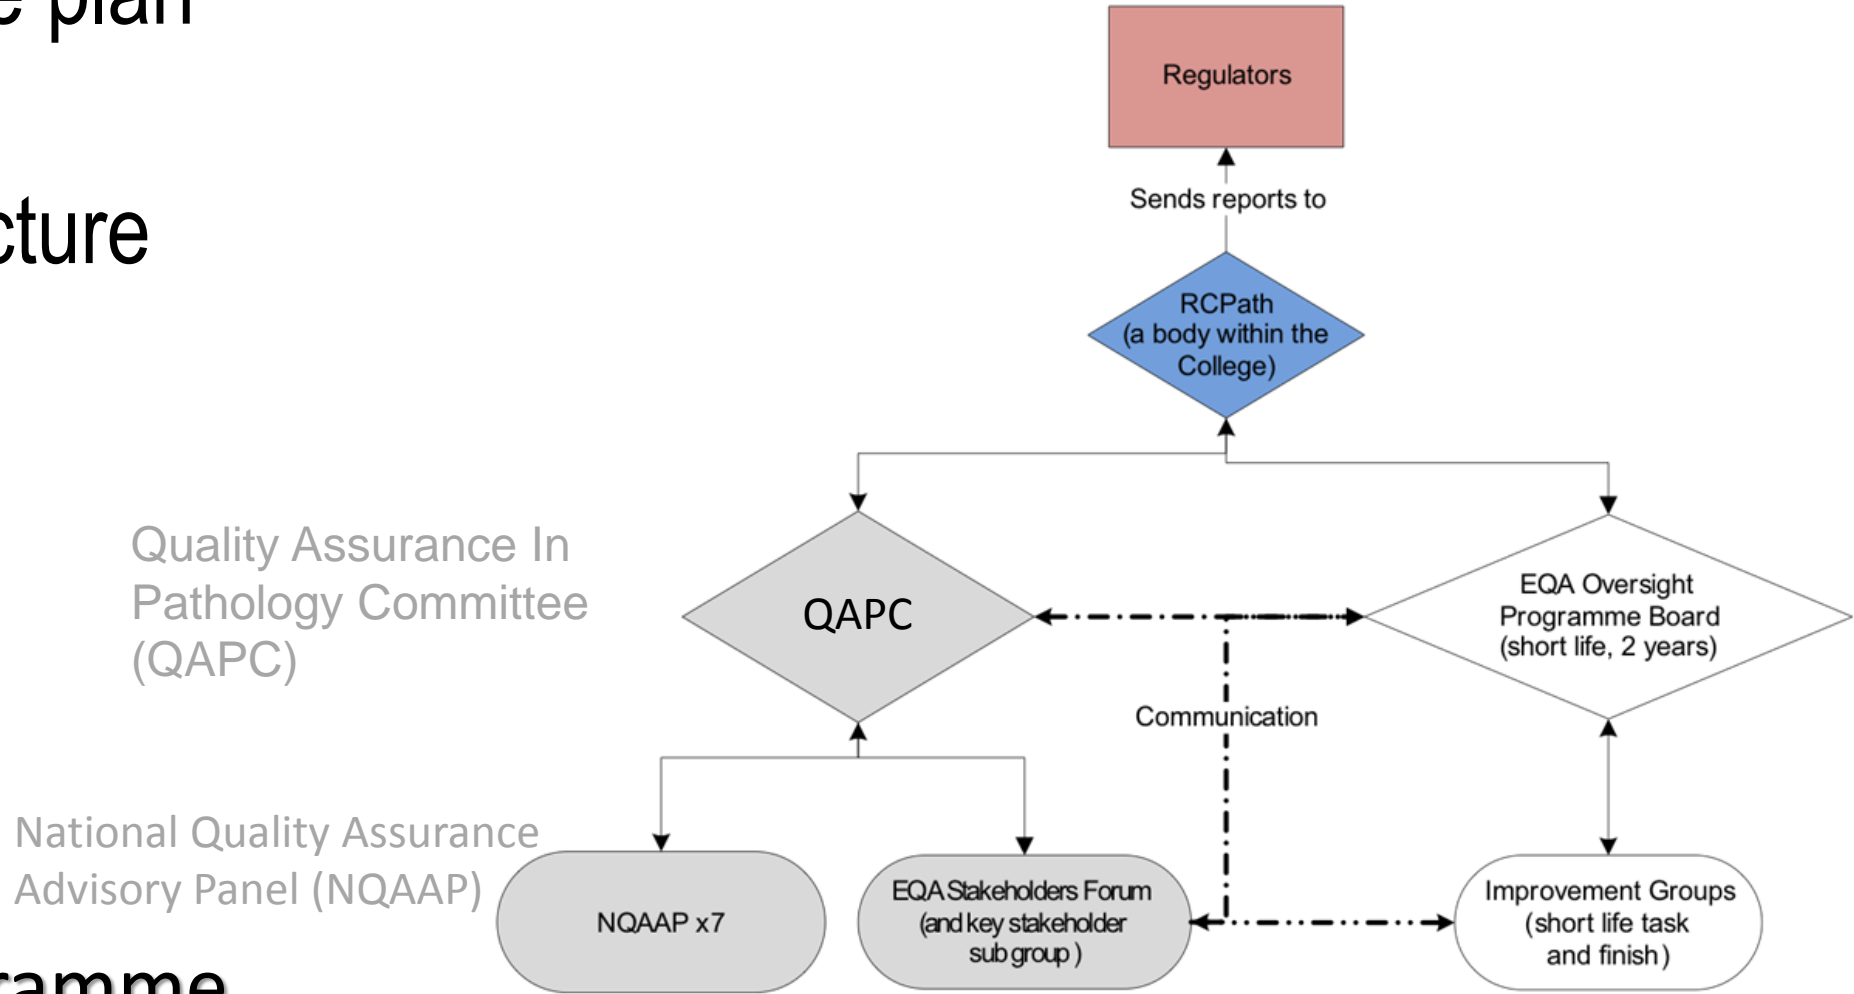 e plan
Regulators
Sends reports to
cture
RCPath
(a body within the
College)
Quality Assurance In
Pathology Committee
(QAPC)
QAPC
EQA Oversight
Programme Board
(short life, 2 years)
Communication
National Quality Assurance
Advisory Panel (NQAAP)
NQAAP x7
EQA Stakeholders Forum
(and key stakeholder
sub group )
Improvement Groups
(short life task
and finish)
ramme